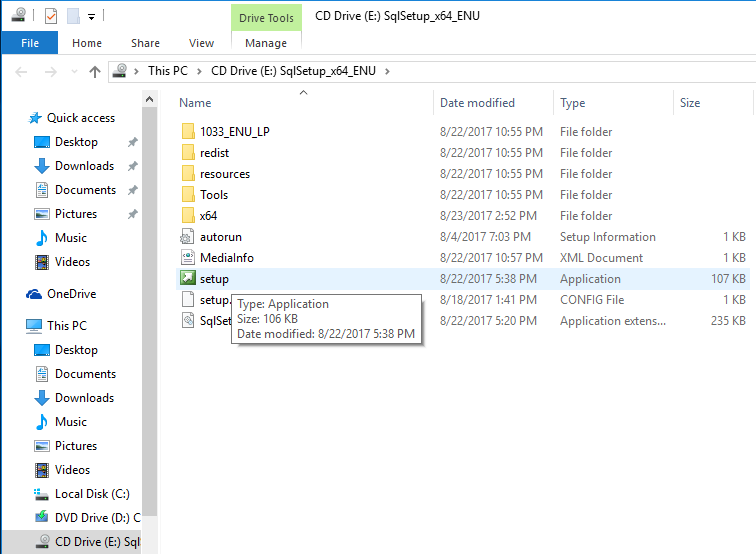 Drive Tools
CD Drive (E:) SqlSetup_x64_ENU
File Home Share View Manage
This PC CD Drive (E:) SqlSetup_x64_ENU
Quick access
Desktop
Downloads
Documents
Pictures
Music
Videos
OneDrive
This PC
Desktop
Documents
Downloads
Music
Pictures
Videos
Local Disk (C:)
DVD Drive (D:) C
CD Drive (E:) Sql
Name Date modified Type Size
1033_ENU_LP 8/22/2017 10:55 PM File folder
redist 8/22/2017 10:55 PM File folder
resources 8/22/2017 10:55 PM File folder
Tools 8/22/2017 10:55 PM File folder
x64 8/23/2017 2:52 PM File folder
autorun 8/4/2017 7:03 PM Setup Information 1 KB
MediaInfo 8/22/2017 10:57 PM XML Document 1 KB
setup 8/22/2017 5:38 PM Application 107 KB
setup. 8/18/2017 1:41 PM CONFIG File 1 KB
SqlSet 8/22/2017 5:20 PM Application extens... 235 KB
Type: Application
Size: 106 KB
Date modified: 8/22/2017 5:38 PM